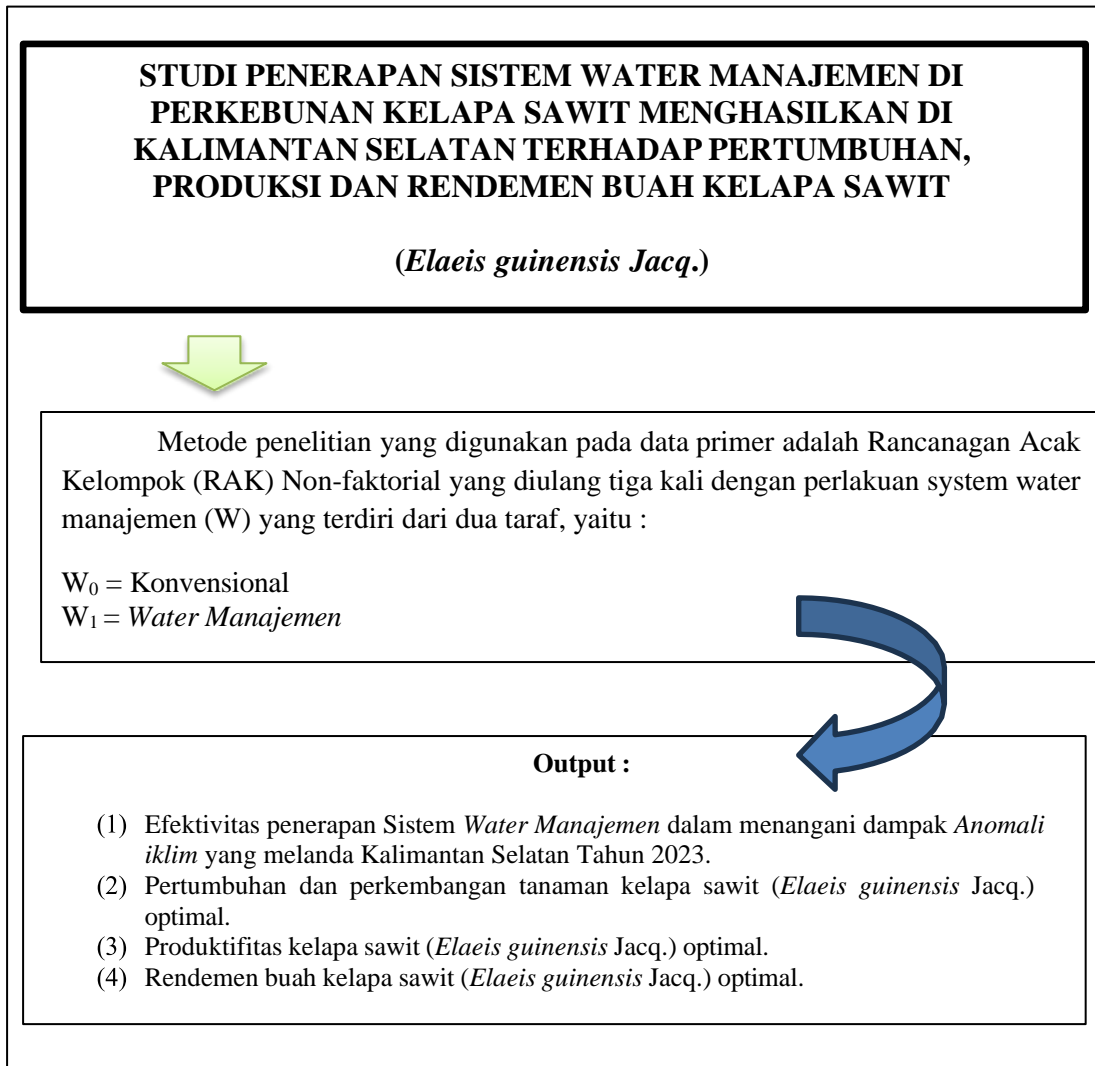 STUDI PENERAPAN SISTEM WATER MANAJEMEN DI
PERKEBUNAN KELAPA SAWIT MENGHASILKAN DI
KALIMANTAN SELATAN TERHADAP PERTUMBUHAN,
PRODUKSI DAN RENDEMEN BUAH KELAPA SAWIT
(Elaeis guinensis Jacq.)
Metode penelitian yang digunakan pada data primer adalah Rancanagan Acak
Kelompok (RAK) Non-faktorial yang diulang tiga kali dengan perlakuan system water
manajemen (W) yang terdiri dari dua taraf, yaitu :
W₀ = Konvensional
W₁ = Water Manajemen
Output :
(1) Efektivitas penerapan Sistem Water Manajemen dalam menangani dampak Anomali
iklim yang melanda Kalimantan Selatan Tahun 2023.
(2) Pertumbuhan dan perkembangan tanaman kelapa sawit (Elaeis guinensis Jacq.)
optimal.
(3) Produktifitas kelapa sawit (Elaeis guinensis Jacq.) optimal.
(4) Rendemen buah kelapa sawit (Elaeis guinensis Jacq.) optimal.